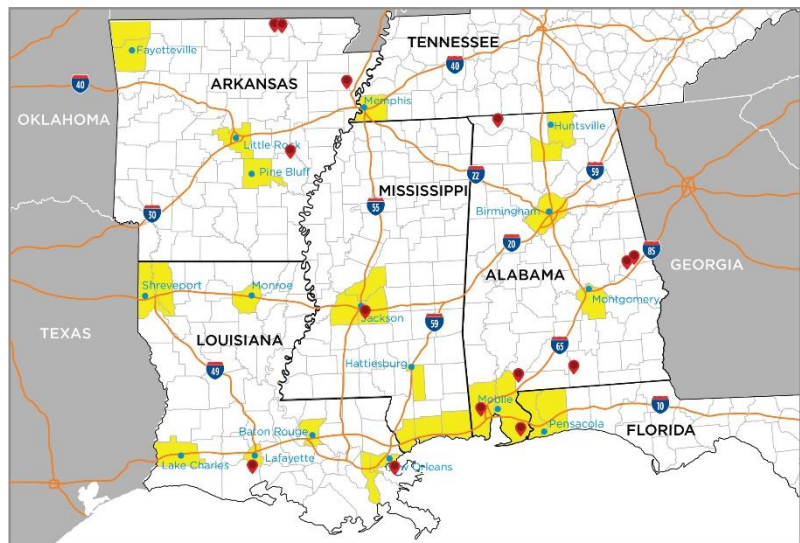 TENNESSEE
Fayetteville
40
ARKANSAS
40
Memphis
OKLAHOMA
Huntsville
Little Rock
Pine Bluff
22
59
MISSISSIPPI
55
Birmingham
30
20
85
ALABAMA
GEORGIA
Shreveport
Monroe
Montgomery
Jackson
59
TEXAS
LOUISIANA
65
49
Hattiesburg
Mobile
10
Baton Rouge
Pensacola
FLORIDA
Lake Charles
Lafayette
New Orleans